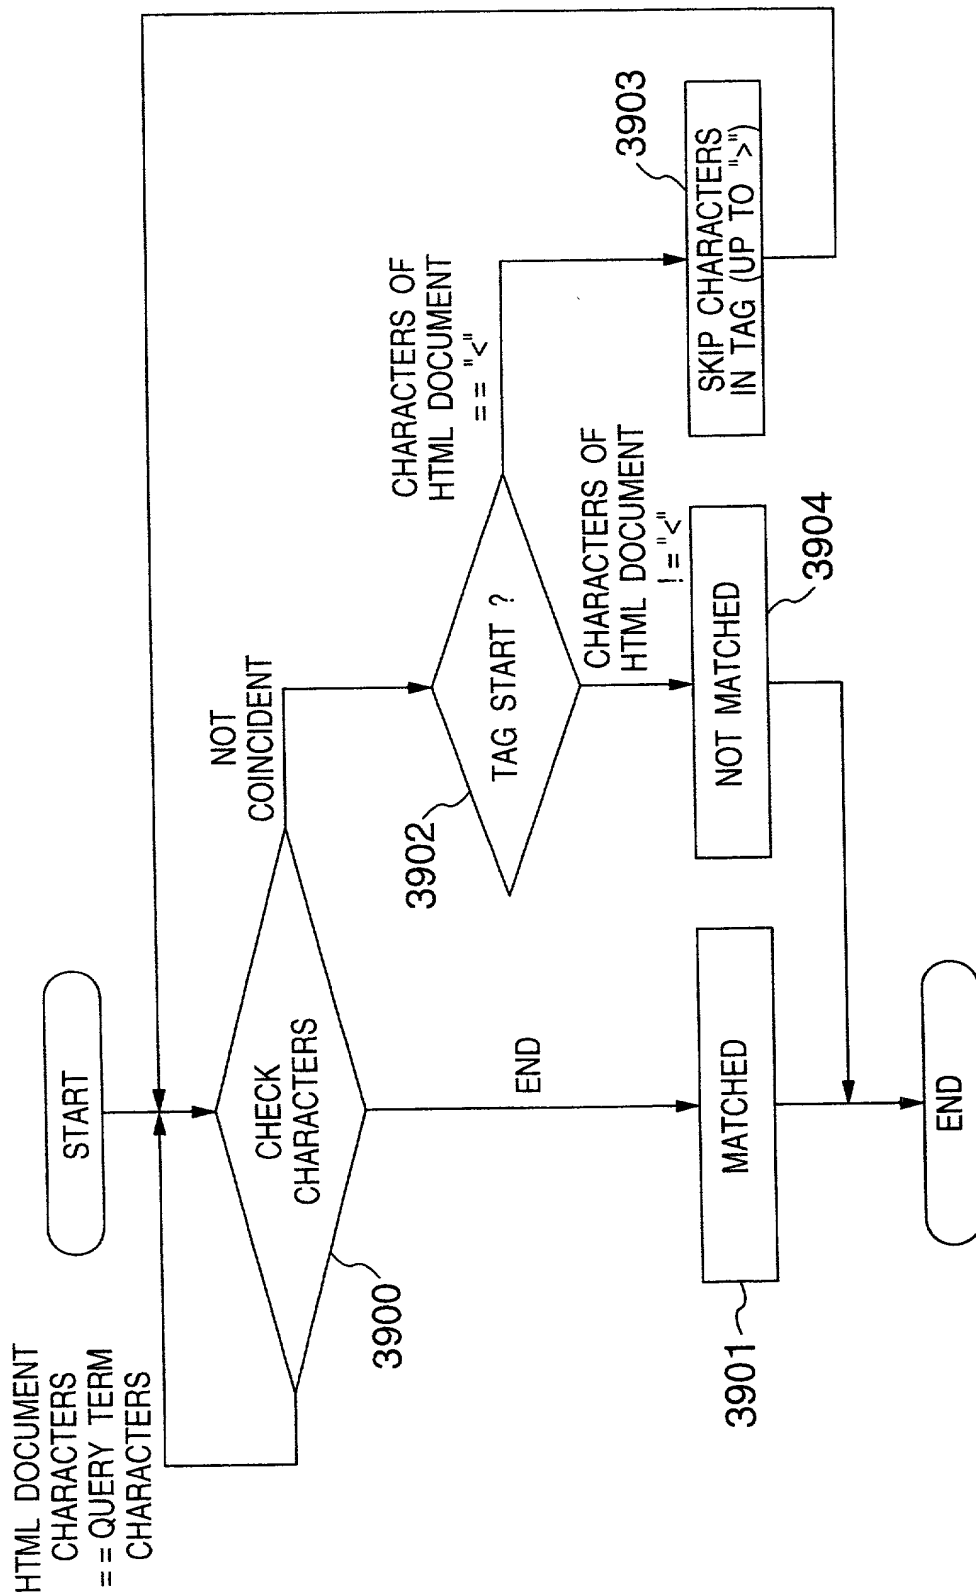 START
HTML DOCUMENT
CHARACTERS
== QUERY TERM
CHARACTERS
CHECK
CHARACTERS
3900
NOT
COINCIDENT
END
3902
TAG START ?
CHARACTERS OF
HTML DOCUMENT
== "<"
CHARACTERS OF
HTML DOCUMENT
!= "<"
3901
MATCHED
NOT MATCHED
3904
3903
SKIP CHARACTERS
IN TAG (UP TO ">")
END